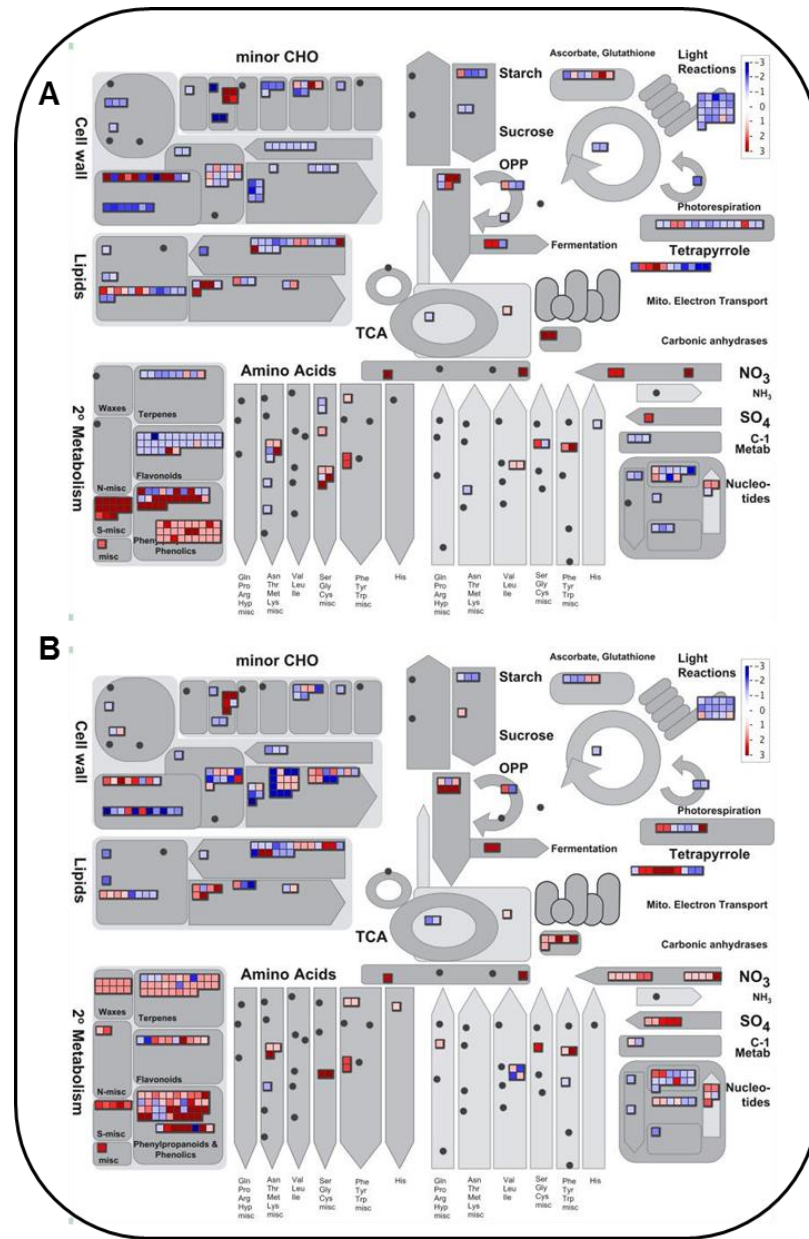 A
minor CHO
Starch
Ascorbate, Glutathione
Light
Reactions
-3
-2
-1
0
1
2
3
Cell wall
Sucrose
OPP
Photorespiration
Lipids
Fermentation
Tetrapyrrole
Mito. Electron Transport
TCA
Carbonic anhydrases
Amino Acids
NO3
NH3
SO4
C-1
Metab
Nucleo-
tides
2° Metabolism
Waxes
Terpenes
Flavonoids
N-misc
S-misc
misc
Phenolics
Gln
Pro
Arg
Hyp
misc
Asn
Thr
Met
Lys
misc
Val
Leu
Ile
Ser
Gly
Cys
misc
Phe
Tyr
Trp
misc
His
Gln
Pro
Arg
Hyp
misc
Asn
Thr
Met
Lys
misc
Val
Leu
Ile
Ser
Gly
Cys
misc
Phe
Tyr
Trp
misc
His
B
minor CHO
Starch
Ascorbate, Glutathione
Light
Reactions
-3
-2
-1
0
1
2
3
Cell wall
Sucrose
OPP
Photorespiration
Lipids
Fermentation
Tetrapyrrole
Mito. Electron Transport
TCA
Carbonic anhydrases
Amino Acids
NO3
NH3
SO4
C-1
Metab
Nucleo-
tides
2° Metabolism
Waxes
Terpenes
Flavonoids
N-misc
S-misc
misc
Phenylpropanoids &
Phenolics
Gln
Pro
Arg
Hyp
misc
Asn
Thr
Met
Lys
misc
Val
Leu
Ile
Ser
Gly
Cys
misc
Phe
Tyr
Trp
misc
His
Gln
Pro
Arg
Hyp
misc
Asn
Thr
Met
Lys
misc
Val
Leu
Ile
Ser
Gly
Cys
misc
Phe
Tyr
Trp
misc
His